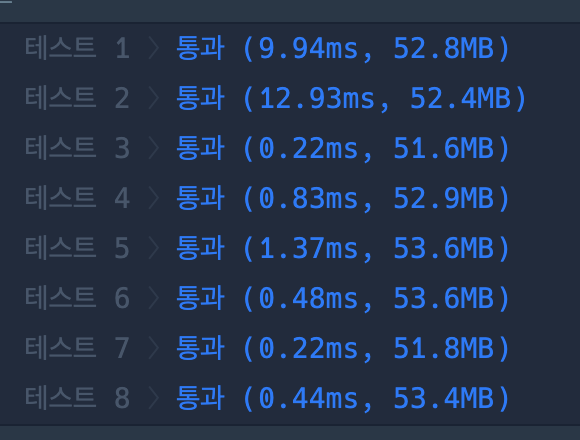 테스트 1 〉 통과 (9.94ms, 52.8MB)
테스트 2 〉 통과 (12.93ms, 52.4MB)
테스트 3 〉 통과 (0.22ms, 51.6MB)
테스트 4 〉 통과 (0.83ms, 52.9MB)
테스트 5 〉 통과 (1.37ms, 53.6MB)
테스트 6 〉 통과 (0.48ms, 53.6MB)
테스트 7 〉 통과 (0.22ms, 51.8MB)
테스트 8 〉 통과 (0.44ms, 53.4MB)